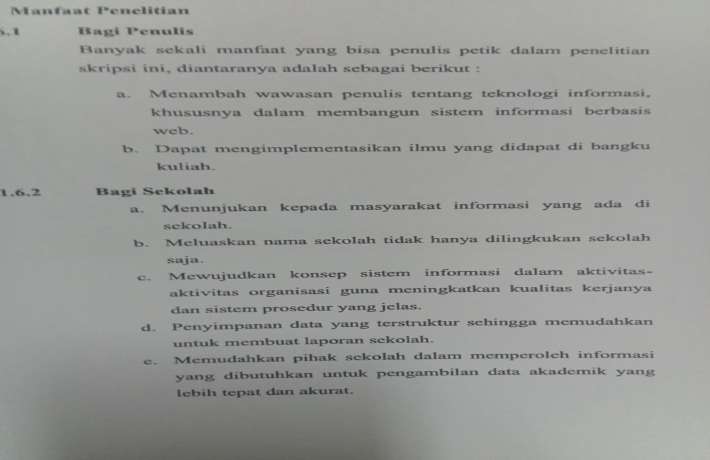 Manfaat Penelitian
6.1 Bagi Penulis
Banyak sekali manfaat yang bisa penulis petik dalam penelitian
skripsi ini, diantaranya adalah sebagai berikut :
a. Menambah wawasan penulis tentang teknologi informasi,
khususnya dalam membangun sistem informasi berbasis
web.
b. Dapat mengimplementasikan ilmu yang didapat di bangku
kuliah.
1.6.2 Bagi Sekolah
a. Menunjukan kepada masyarakat informasi yang ada di
sekolah.
b. Meluaskan nama sekolah tidak hanya dilingkukan sekolah
saja.
c. Mewujudkan konsep sistem informasi dalam aktivitas-
aktivitas organisasi guna meningkatkan kualitas kerjanya
dan sistem prosedur yang jelas.
d. Penyimpanan data yang terstruktur sehingga memudahkan
untuk membuat laporan sekolah.
e. Memudahkan pihak sekolah dalam memperoleh informasi
yang dibutuhkan untuk pengambilan data akademik yang
lebih tepat dan akurat.